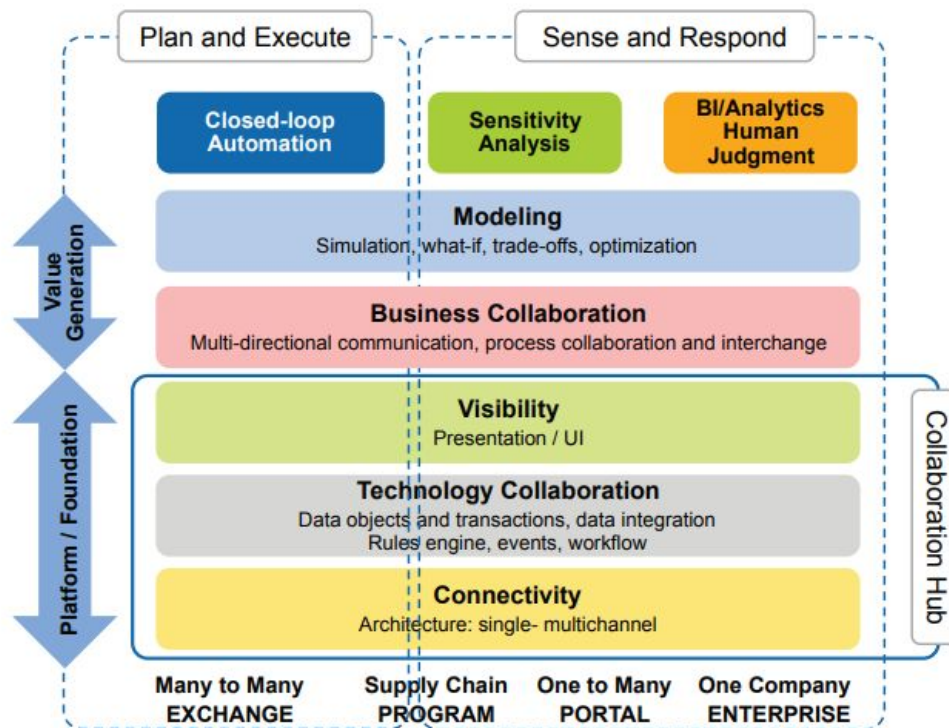 Plan and Execute
Sense and Respond
Closed-loop
Automation
Sensitivity
Analysis
BI/Analytics
Human
Judgment
Value
Generation
Modeling
Simulation, what-if, trade-offs, optimization
Business Collaboration
Multi-directional communication, process collaboration and interchange
Platform / Foundation
Visibility
Presentation / UI
Technology Collaboration
Data objects and transactions, data integration
Rules engine, events, workflow
Connectivity
Architecture: single- multichannel
Collaboration Hub
Many to Many
EXCHANGE
Supply Chain
PROGRAM
One to Many
PORTAL
One Company
ENTERPRISE